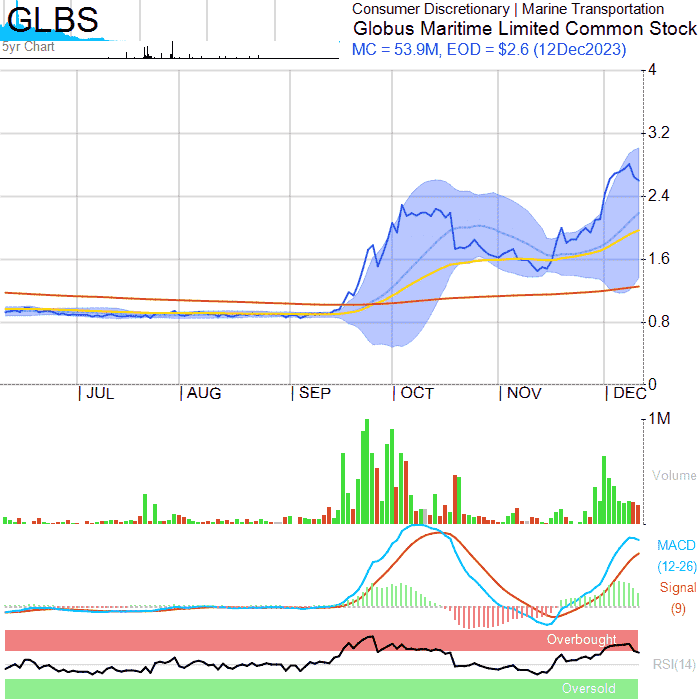 GLBS
5yr Chart
Consumer Discretionary | Marine Transportation
Globus Maritime Limited Common Stock
MC = 53.9M, EOD = $2.6 (12Dec2023)
4
3.2
2.4
1.6
0.8
0
| JUL | AUG | SEP | OCT | NOV | DEC
1M
Volume
MACD
(12-26)
Signal
(9)
Overbought
RSI(14)
Oversold